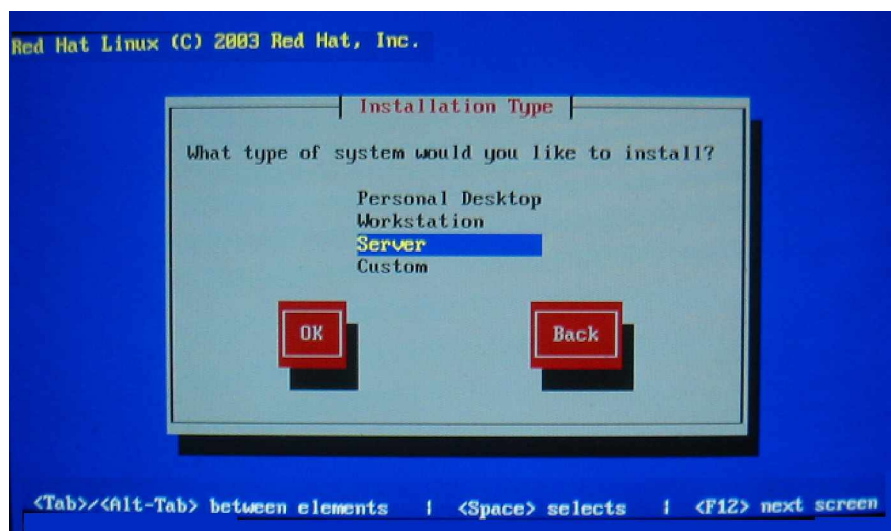 Red Hat Linux (C) 2003 Red Hat, Inc.
Installation Type
What type of system would you like to install?
Personal Desktop
Workstation
Server
Custom
OK Back
<Tab>/<Alt-Tab> between elements | <Space> selects | <F12> next screen